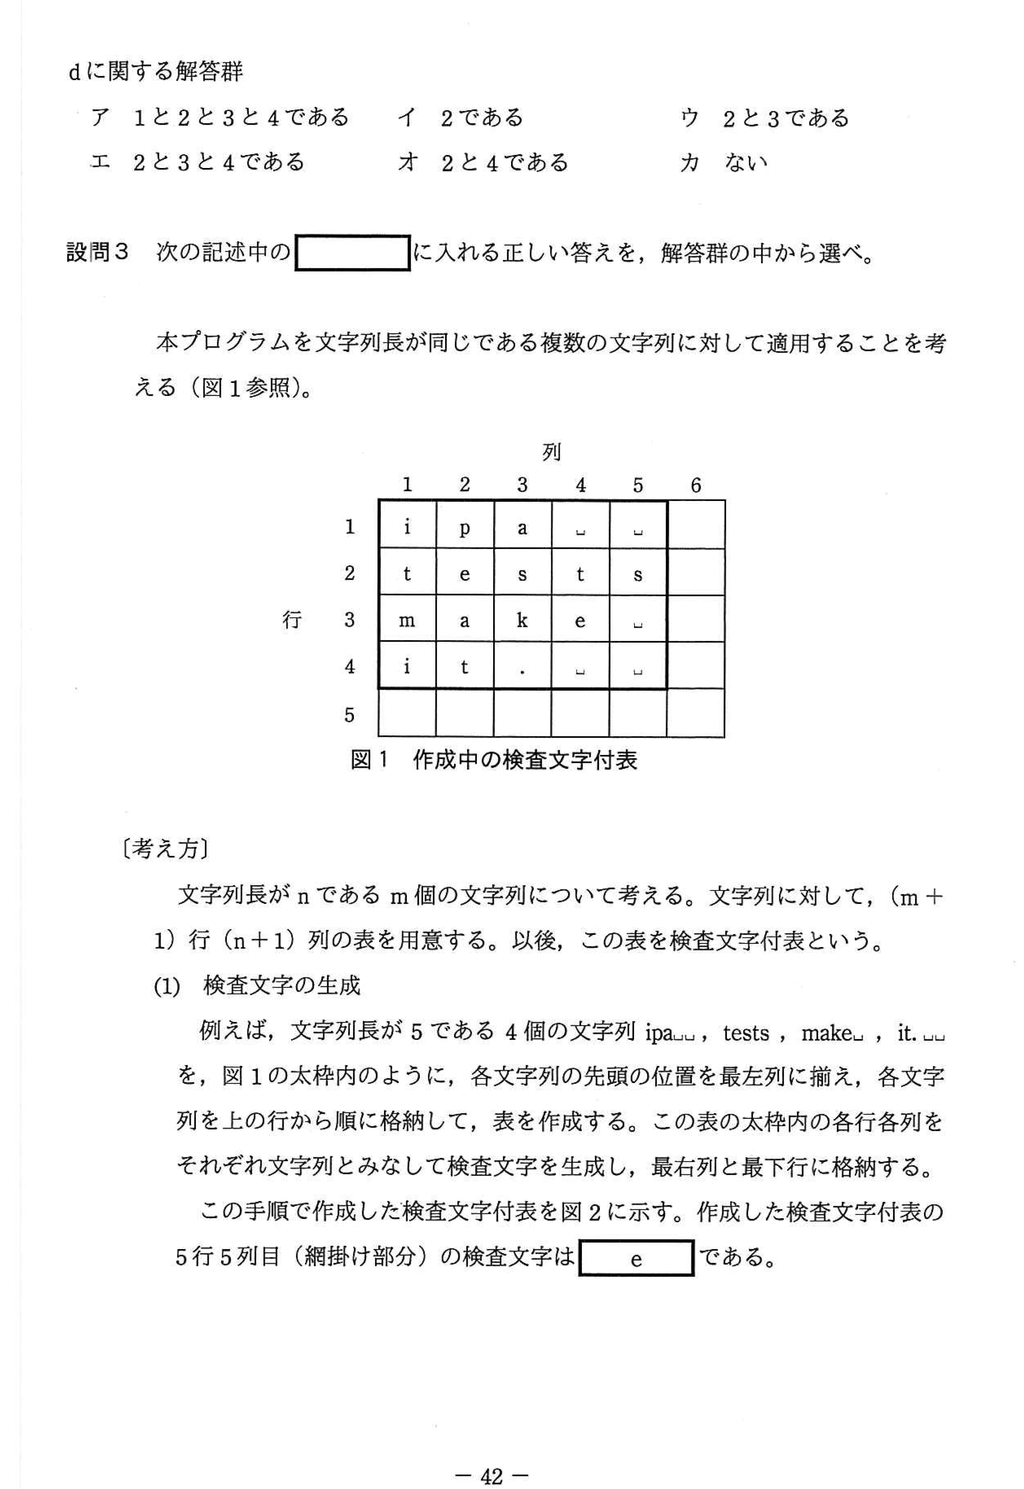 dに関する解答群
ア 1と2と3と4である イ 2である ウ 2と3である
エ 2と3と4である オ 2と4である カ ない
設問3 次の記述中の　　　に入れる正しい答えを，解答群の中から選べ。
本プログラムを文字列長が同じである複数の文字列に対して適用することを考
える（図1参照）。
列
1 2 3 4 5 6
1 i p a ␣ ␣
2 t e s t s
行 3 m a k e ␣
4 i t . ␣ ␣
5
図1 作成中の検査文字付表
〔考え方〕
文字列長が n である m 個の文字列について考える。文字列に対して，（m＋
1）行（n＋1）列の表を用意する。以後，この表を検査文字付表という。
(1) 検査文字の生成
例えば，文字列長が 5 である 4 個の文字列 ipa␣␣，tests，make␣，it.␣␣
を，図1の太枠内のように，各文字列の先頭の位置を最左列に揃え，各文字
列を上の行から順に格納して，表を作成する。この表の太枠内の各行各列を
それぞれ文字列とみなして検査文字を生成し，最右列と最下行に格納する。
この手順で作成した検査文字付表を図2に示す。作成した検査文字付表の
5行5列目（網掛け部分）の検査文字は e である。
－ 42 －